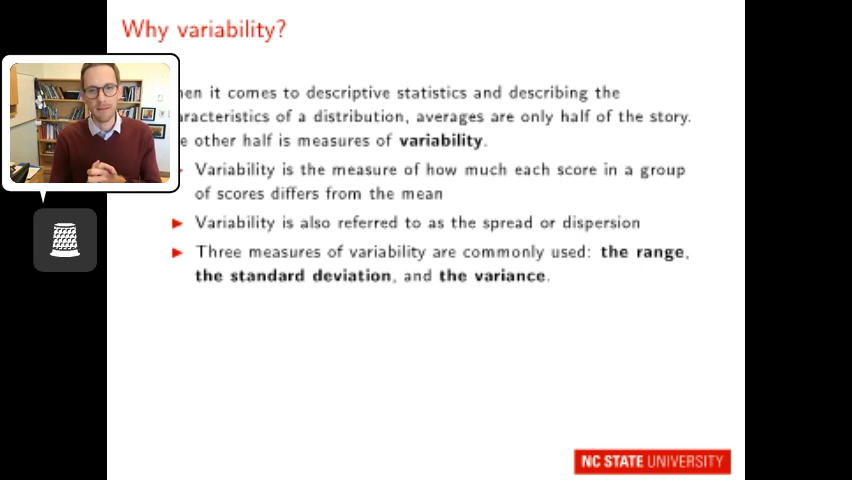 Why variability?
hen it comes to descriptive statistics and describing the
aracteristics of a distribution, averages are only half of the story.
e other half is measures of variability.
Variability is the measure of how much each score in a group
of scores differs from the mean
Variability is also referred to as the spread or dispersion
Three measures of variability are commonly used: the range,
the standard deviation, and the variance.
NC STATE UNIVERSITY